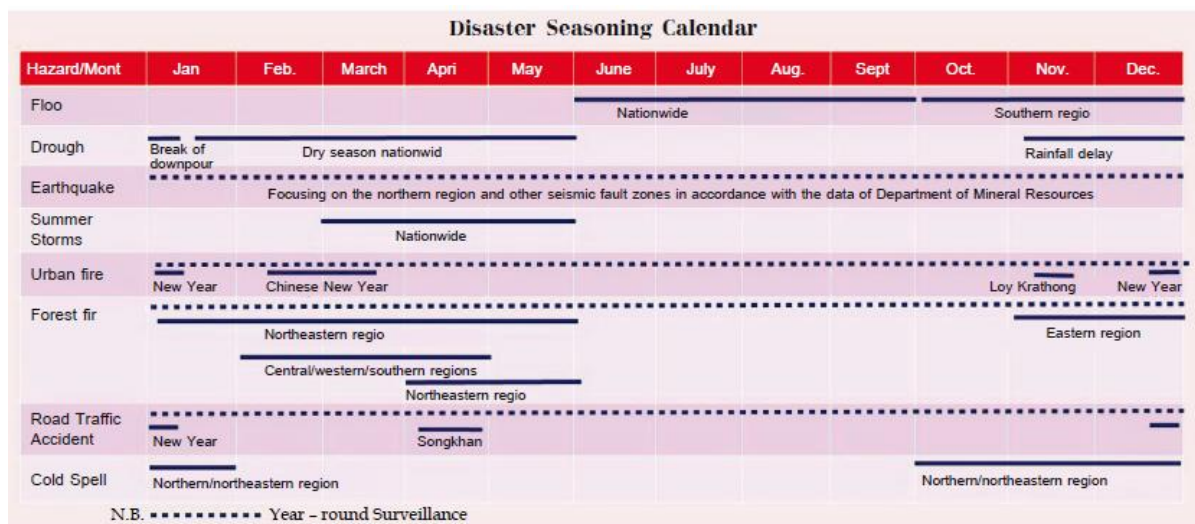 Disaster Seasoning Calendar
Hazard/Mont Jan Feb. March Apri May June July Aug. Sept Oct. Nov. Dec.
Floo
Nationwide Southern regio
Drough
Break of
downpour
Dry season nationwid Rainfall delay
Earthquake
Focusing on the northern region and other seismic fault zones in accordance with the data of Department of Mineral Resources
Summer
Storms
Nationwide
Urban fire
New Year Chinese New Year Loy Krathong New Year
Forest fir
Northeastern regio Eastern region
Central/western/southern regions
Northeastern regio
Road Traffic
Accident
New Year Songkhan
Cold Spell
Northern/northeastern region Northern/northeastern region
N.B. Year – round Surveillance